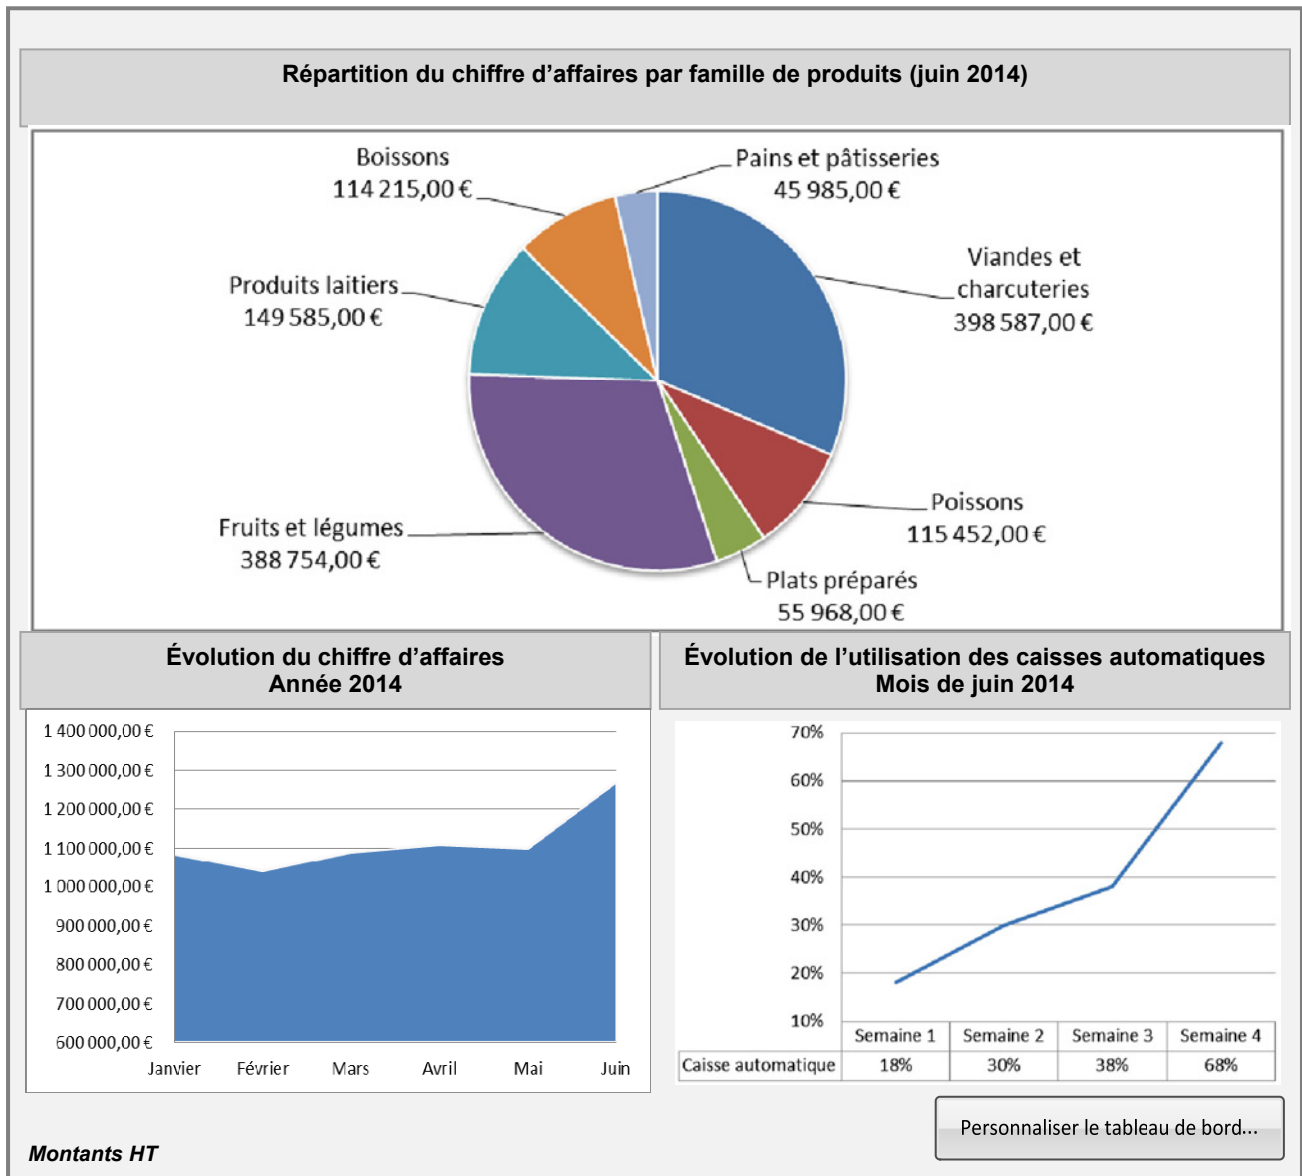 Répartition du chiffre d’affaires par famille de produits (juin 2014)
Boissons
114 215,00 €
Pains et pâtisseries
45 985,00 €
Viandes et
charcuteries
398 587,00 €
Produits laitiers
149 585,00 €
Poissons
115 452,00 €
Fruits et légumes
388 754,00 €
Plats préparés
55 968,00 €
Évolution du chiffre d’affaires
Année 2014
1 400 000,00 €
1 300 000,00 €
1 200 000,00 €
1 100 000,00 €
1 000 000,00 €
900 000,00 €
800 000,00 €
700 000,00 €
600 000,00 €
Janvier Février Mars Avril Mai Juin
Évolution de l’utilisation des caisses automatiques
Mois de juin 2014
70%
60%
50%
40%
30%
20%
10%
Semaine 1 Semaine 2 Semaine 3 Semaine 4
Caisse automatique 18% 30% 38% 68%
Personnaliser le tableau de bord...
Montants HT